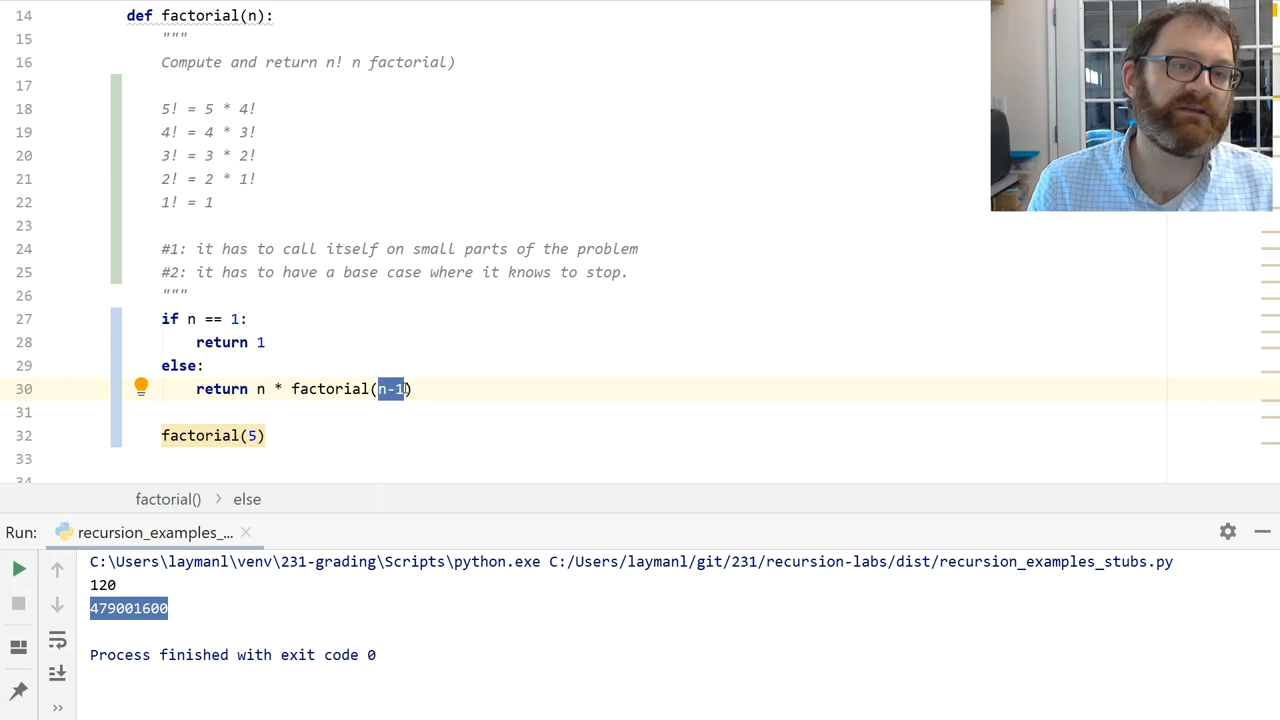 14 def factorial(n):
15 """
16 Compute and return n! n factorial)
17
18 5! = 5 * 4!
19 4! = 4 * 3!
20 3! = 3 * 2!
21 2! = 2 * 1!
22 1! = 1
23
24 #1: it has to call itself on small parts of the problem
25 #2: it has to have a base case where it knows to stop.
26 """
27 if n == 1:
28 return 1
29 else:
30 return n * factorial(n-1)
31
32 factorial(5)
33
34
factorial() > else
Run: recursion_examples_...
C:\Users\laymanl\venv\231-grading\Scripts\python.exe C:/Users/laymanl/git/231/recursion-labs/dist/recursion_examples_stubs.py
120
479001600
Process finished with exit code 0